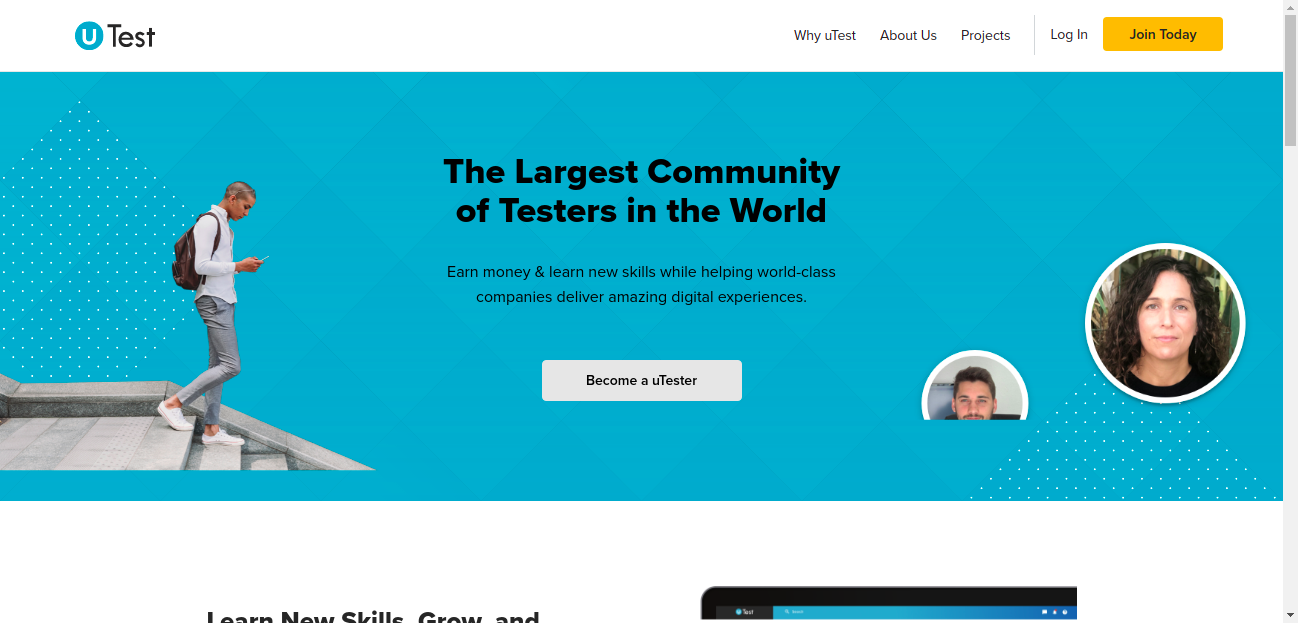 uTest
Why uTest
About Us
Projects
Log In
Join Today
The Largest Community
of Testers in the World
Earn money & learn new skills while helping world-class
companies deliver amazing digital experiences.
Become a uTester
Learn New Skills, Grow, and
uTest
Search